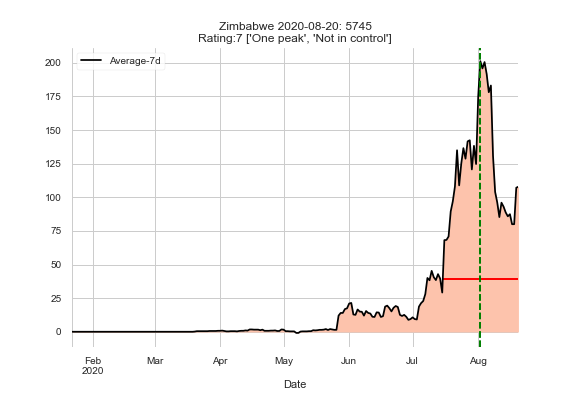 Zimbabwe 2020-08-20: 5745
Rating:7 ['One peak', 'Not in control']
Average-7d
200
175
150
125
100
75
50
25
0
Feb Mar Apr May Jun Jul Aug
2020
Date